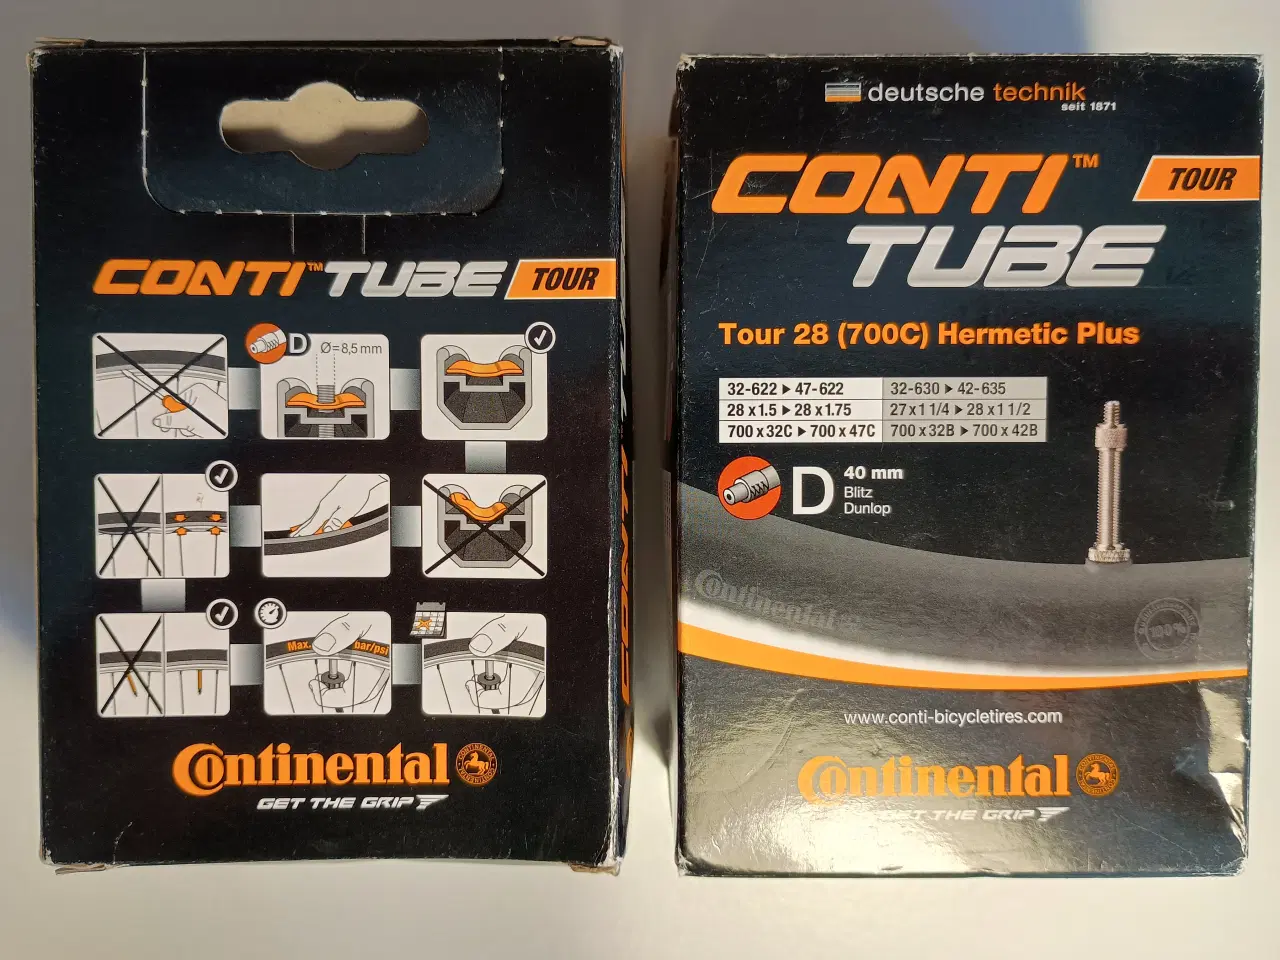 CONTI™ TUBE TOUR
D
Ø=8,5 mm
Max. bar/psi
Continental
GET THE GRIP
deutsche technik
seit 1871
CONTI™
TOUR
TUBE
Tour 28 (700C) Hermetic Plus
32-622 ▸ 47-622 32-630 ▸ 42-635
28 x 1.5 ▸ 28 x 1.75 27 x 1 1/4 ▸ 28 x 1 1/2
700 x 32C ▸ 700 x 47C 700 x 32B ▸ 700 x 42B
D
40 mm
Blitz
Dunlop
Continental
100%
www.conti-bicycletires.com
Continental
GET THE GRIP